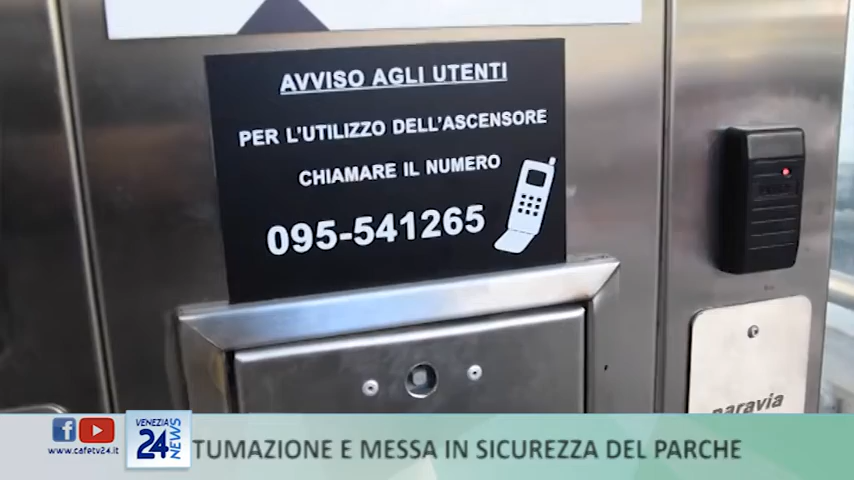 AVVISO AGLI UTENTI
PER L'UTILIZZO DELL'ASCENSORE
CHIAMARE IL NUMERO
095-541265
paravia
www.cafetv24.it
VENEZIA
24 NEWS
TUMAZIONE E MESSA IN SICUREZZA DEL PARCHE